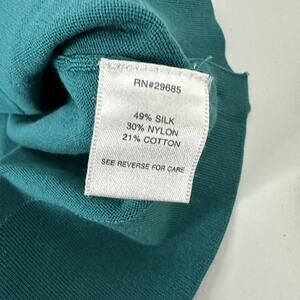 RN#29685
49% SILK
30% NYLON
21% COTTON
SEE REVERSE FOR CARE